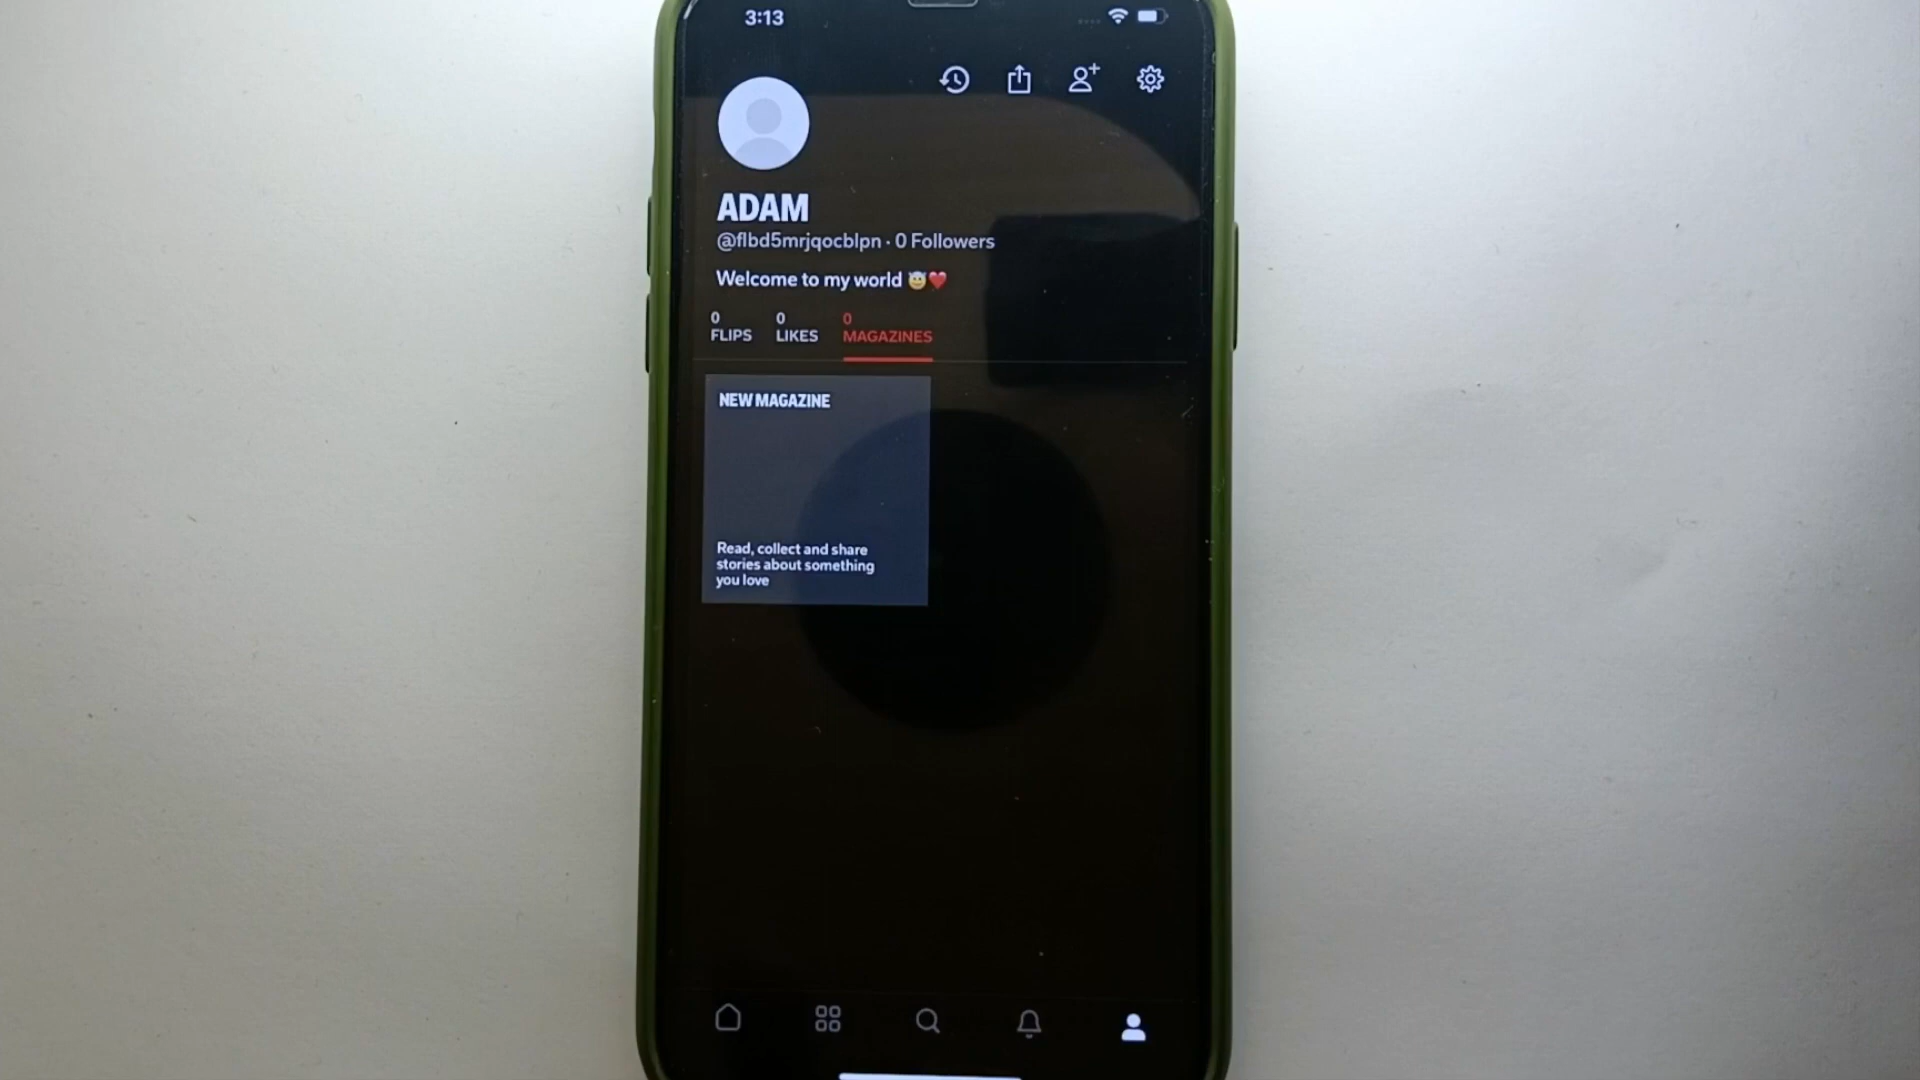 3:13
ADAM
@flbd5mrjqocblpn · 0 Followers
Welcome to my world 😇❤️
0 0 0
FLIPS LIKES MAGAZINES
NEW MAGAZINE
Read, collect and share
stories about something
you love